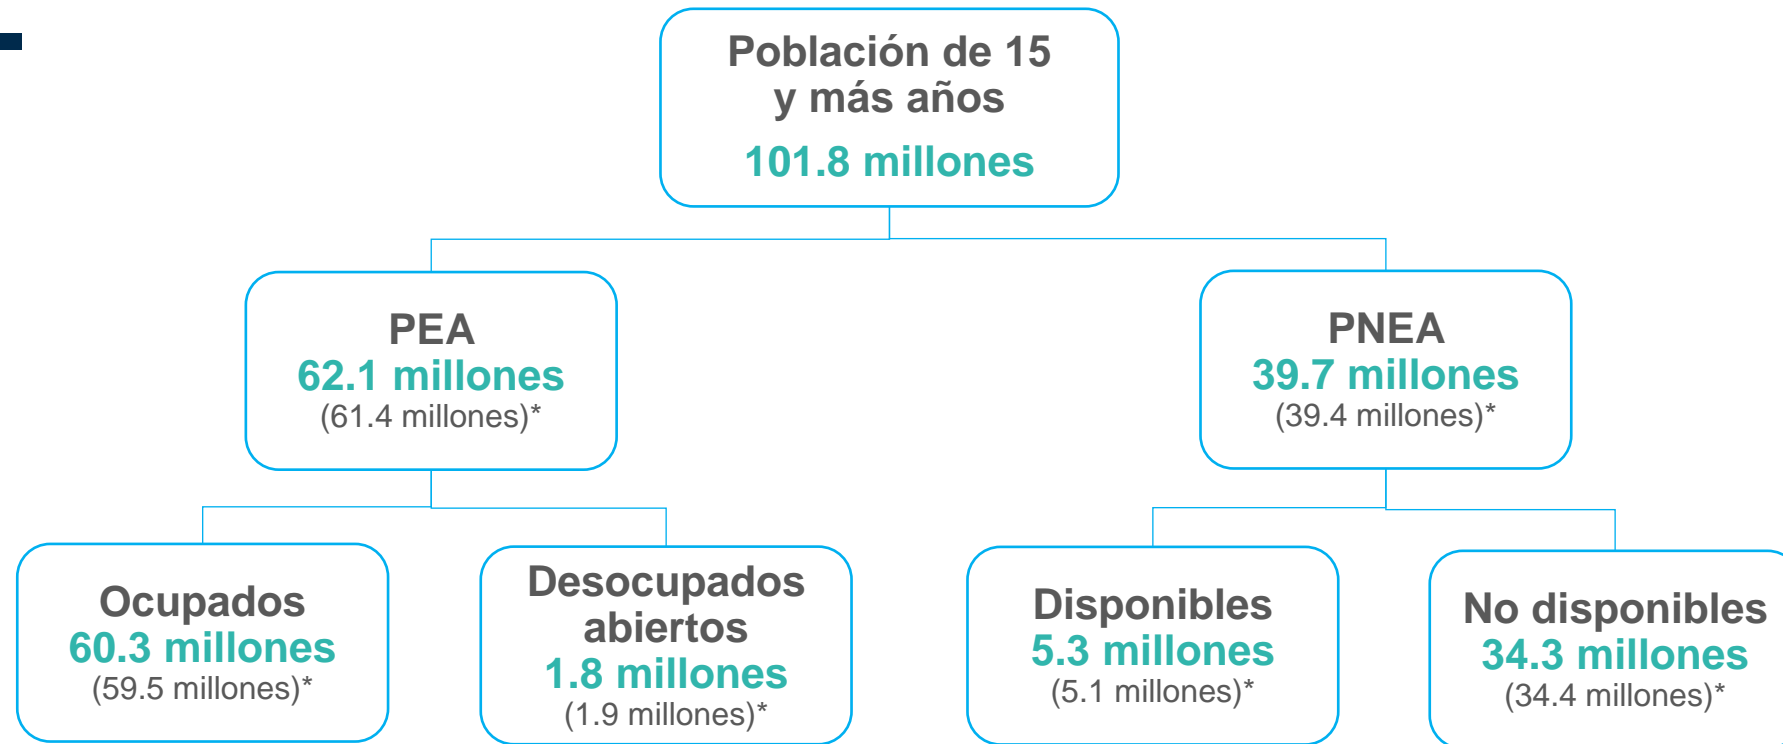 Población de 15
y más años
101.8 millones
PEA
62.1 millones
(61.4 millones)*
PNEA
39.7 millones
(39.4 millones)*
Ocupados
60.3 millones
(59.5 millones)*
Desocupados
abiertos
1.8 millones
(1.9 millones)*
Disponibles
5.3 millones
(5.1 millones)*
No disponibles
34.3 millones
(34.4 millones)*